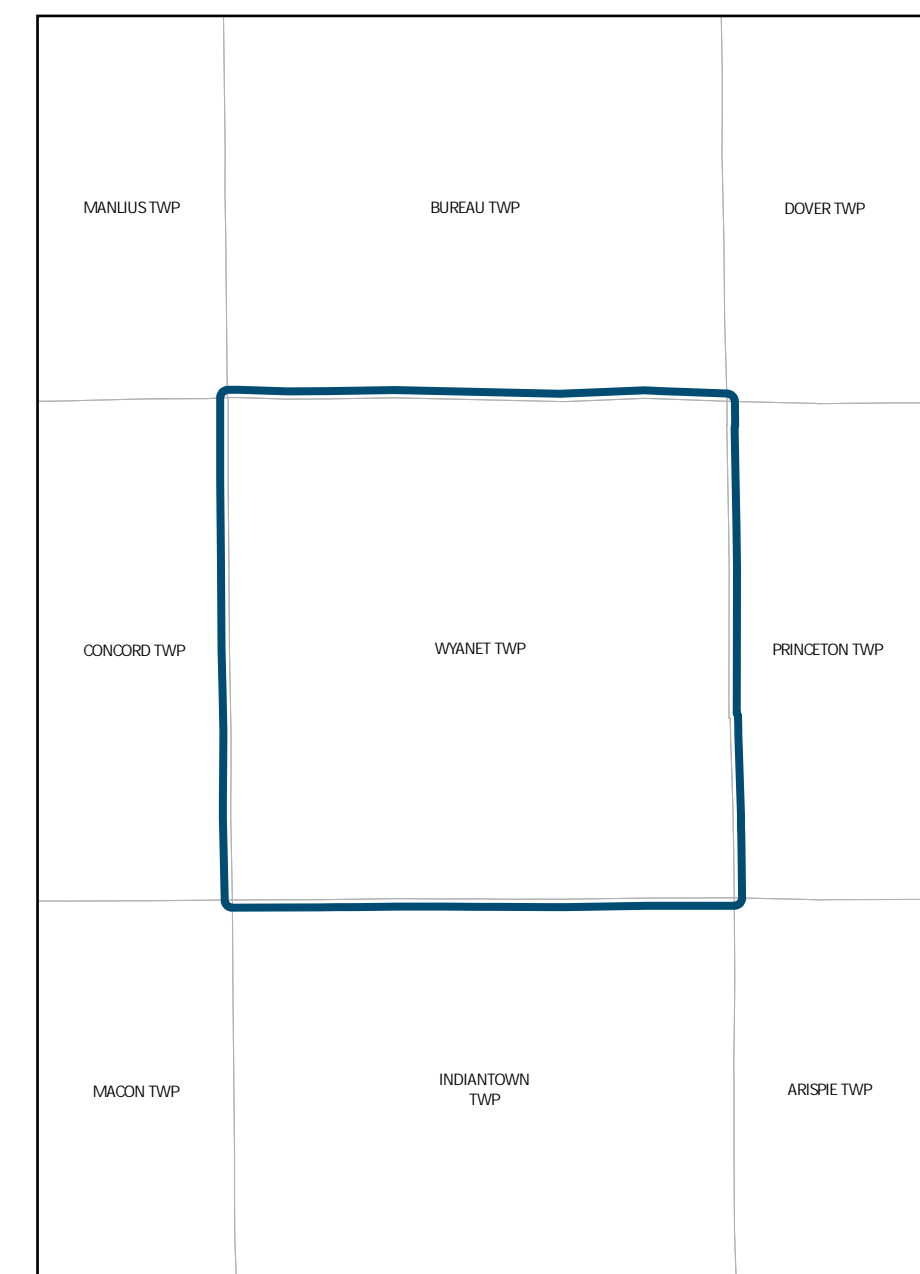 MANLIUS TWP
BUREAU TWP
DOVER TWP
CONCORD TWP
WYANET TWP
PRINCETON TWP
MACON TWP
INDIANTOWN
TWP
ARISPIE TWP